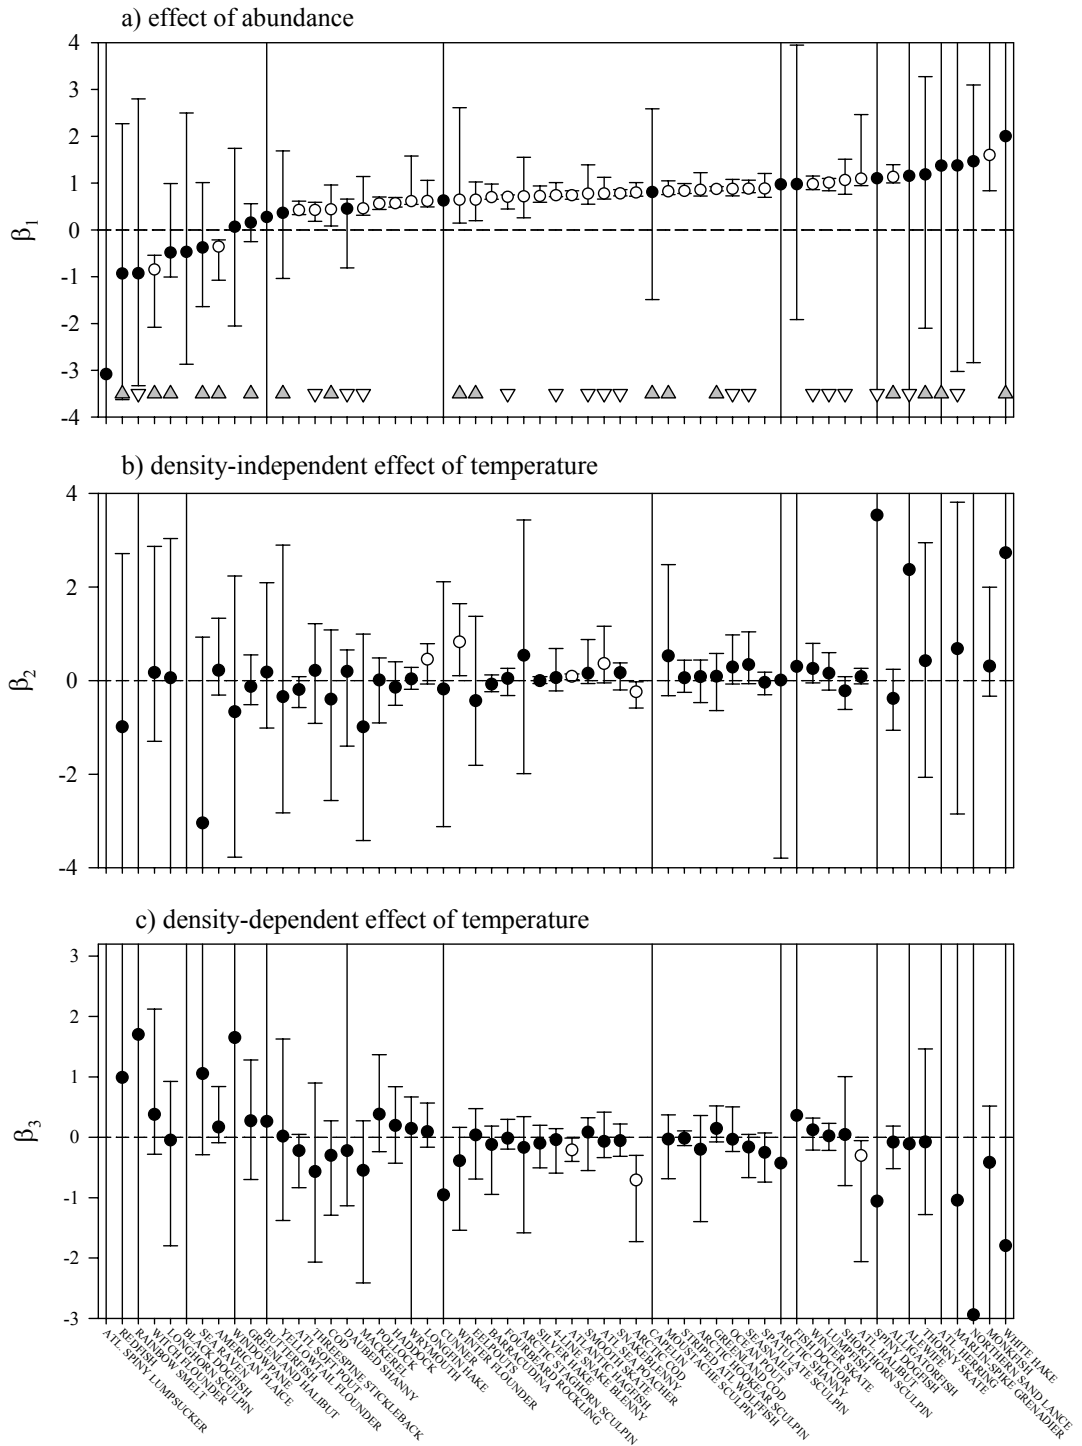 a) effect of abundance
4
3
2
1
0
-1
-2
-3
-4
β1
b) density-independent effect of temperature
4
2
0
-2
-4
β2
c) density-dependent effect of temperature
3
2
1
0
-1
-2
-3
β3
ATL. SPINY LUMPSUCKER
RAINBOW SMELT
WITCH FLOUNDER
LONGHORN SCULPIN
BLACK DOGFISH
SEA RAVEN
AMERICAN PLAICE
WINDOWPANE
GREENLAND HALIBUT
BUTTERFISH
YELLOWTAIL FLOUNDER
ATL SOFT POUT
THREESPINE STICKLEBACK
COD
DAUBED SHANNY
MACKEREL
POLLOCK
HADDOCK
WRYMOUTH
LONGFIN HAKE
CUNNER
WINTER FLOUNDER
EELPOUTS
BARRACUDINA
FOURBEARD ROCKLING
ARCTIC STAGHORN SCULPIN
SILVER HAKE
4-LINE SNAKE BLENNY
ATL HAGFISH
ATL SEA POACHER
SMOOTH SKATE
SNAKEBLENNY
ARCTIC COD
CAPELIN
MOUSTACHE SCULPIN
STRIPED ATL WOLFFISH
ARCTIC HOOKEAR SCULPIN
GREENLAND COD
OCEAN POUT
SEASNAILS
SPATULATE SCULPIN
ARCTIC SHANNY
FISHDOCTOR
WINTER SKATE
LUMPFISH
SHORTHORN SCULPIN
SPINY DOGFISH
ALLIGATORFISH
ALEWIFE
THORNY SKATE
ATL. HERRING
MARLIN-SPIKE GRENADIER
NORTHERN SAND LANCE
WHITE HAKE